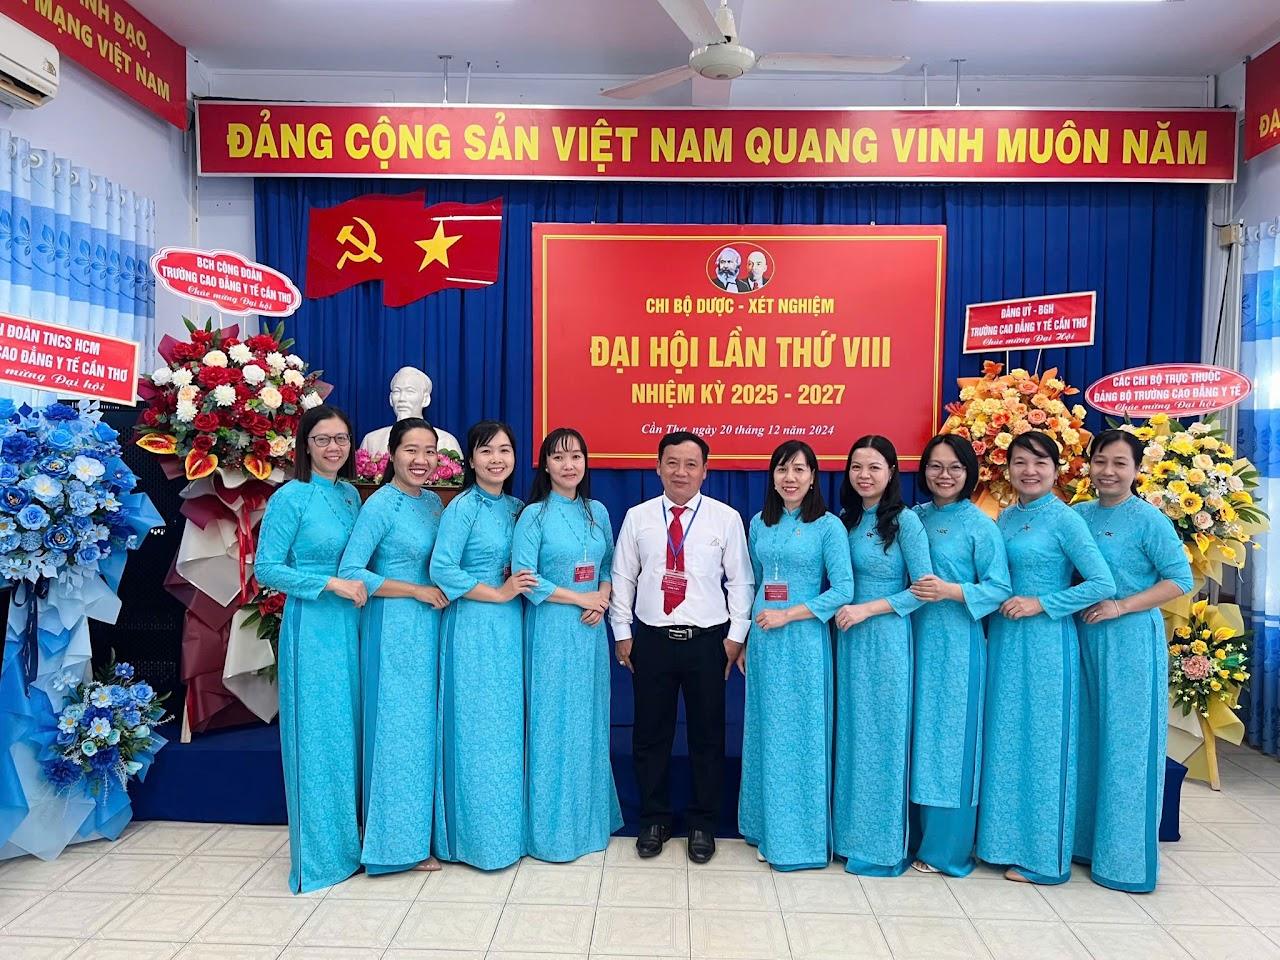 ÃNH ĐẠO,
MẠNG VIỆT NAM
ĐẢNG CỘNG SẢN VIỆT NAM QUANG VINH MUÔN NĂM
BCH CÔNG ĐOÀN
TRƯỜNG CAO ĐẲNG Y TẾ CẦN THƠ
Chúc mừng Đại hội
ĐOÀN TNCS HCM
CAO ĐẲNG Y TẾ CẦN THƠ
mừng Đại hội
CHI BỘ DƯỢC - XÉT NGHIỆM
ĐẠI HỘI LẦN THỨ VIII
NHIỆM KỲ 2025 - 2027
Cần Thơ, ngày 20 tháng 12 năm 2024
ĐẢNG UỶ - BGH
TRƯỜNG CAO ĐẲNG Y TẾ CẦN THƠ
Chúc mừng Đại Hội
CÁC CHI BỘ TRỰC THUỘC
ĐẢNG BỘ TRƯỜNG CAO ĐẲNG Y TẾ
Chúc mừng Đại hội